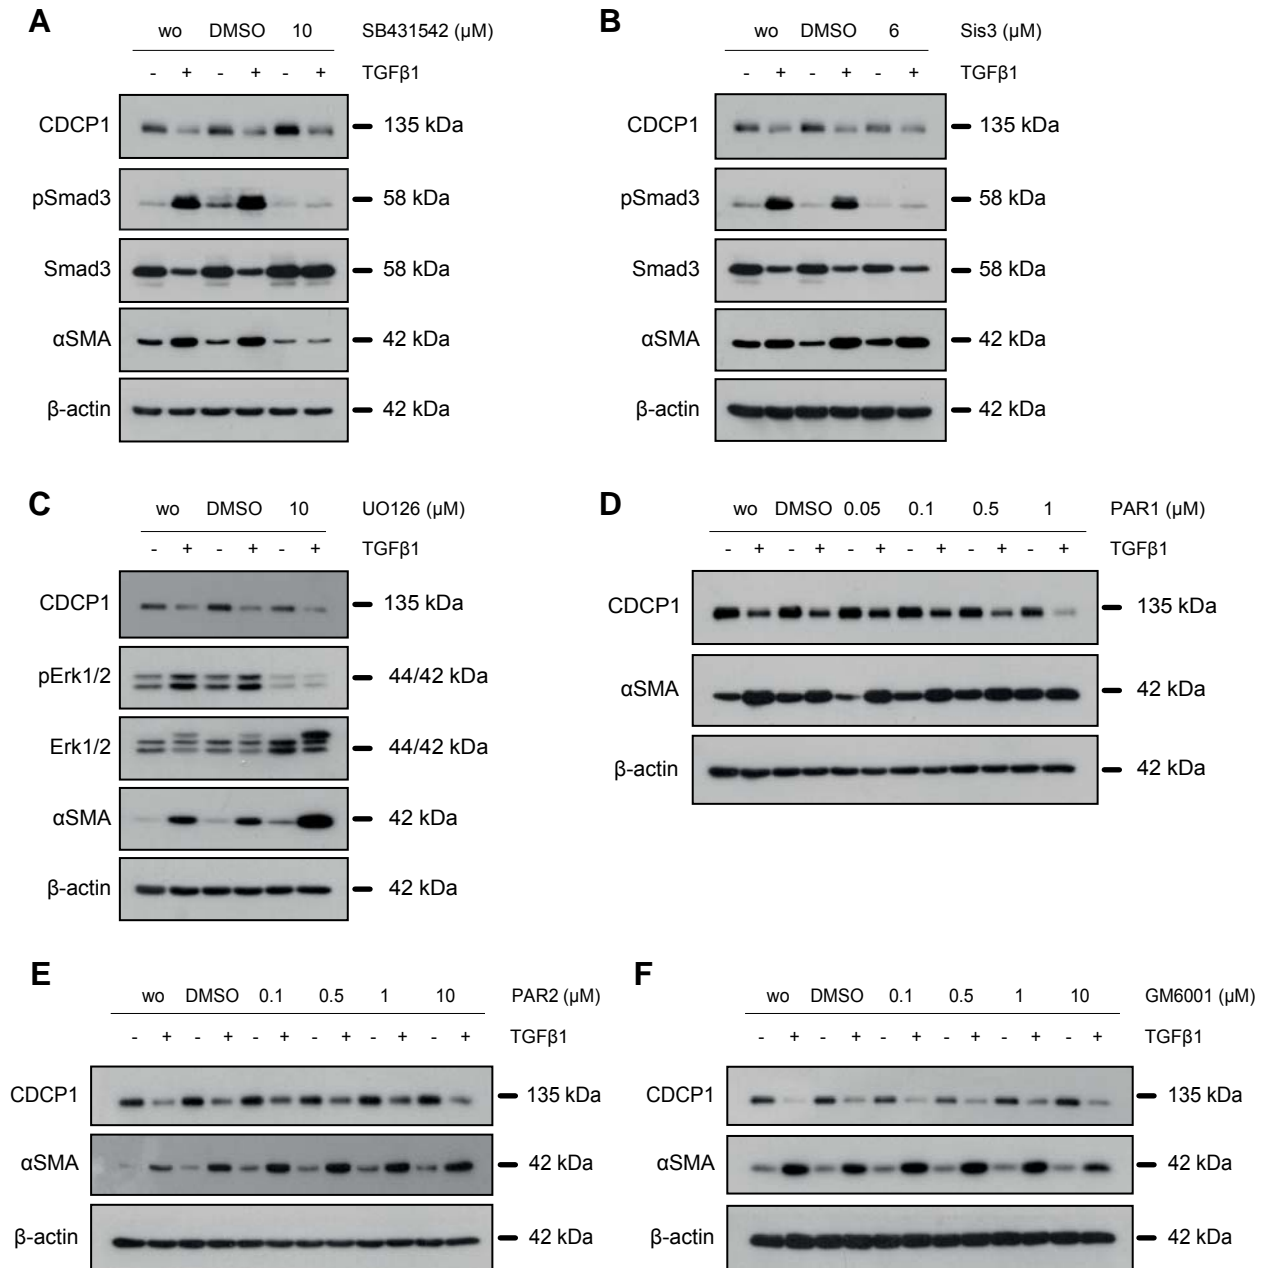 A
wo DMSO 10 SB431542 (μM)
- + - + - + TGFβ1
CDCP1 135 kDa
pSmad3 58 kDa
Smad3 58 kDa
αSMA 42 kDa
β-actin 42 kDa
B
wo DMSO 6 Sis3 (μM)
- + - + - + TGFβ1
CDCP1 135 kDa
pSmad3 58 kDa
Smad3 58 kDa
αSMA 42 kDa
β-actin 42 kDa
C
wo DMSO 10 UO126 (μM)
- + - + - + TGFβ1
CDCP1 135 kDa
pErk1/2 44/42 kDa
Erk1/2 44/42 kDa
αSMA 42 kDa
β-actin 42 kDa
D
wo DMSO 0.05 0.1 0.5 1 PAR1 (μM)
- + - + - + - + - + - + TGFβ1
CDCP1 135 kDa
αSMA 42 kDa
β-actin 42 kDa
E
wo DMSO 0.1 0.5 1 10 PAR2 (μM)
- + - + - + - + - + - + TGFβ1
CDCP1 135 kDa
αSMA 42 kDa
β-actin 42 kDa
F
wo DMSO 0.1 0.5 1 10 GM6001 (μM)
- + - + - + - + - + - + TGFβ1
CDCP1 135 kDa
αSMA 42 kDa
β-actin 42 kDa